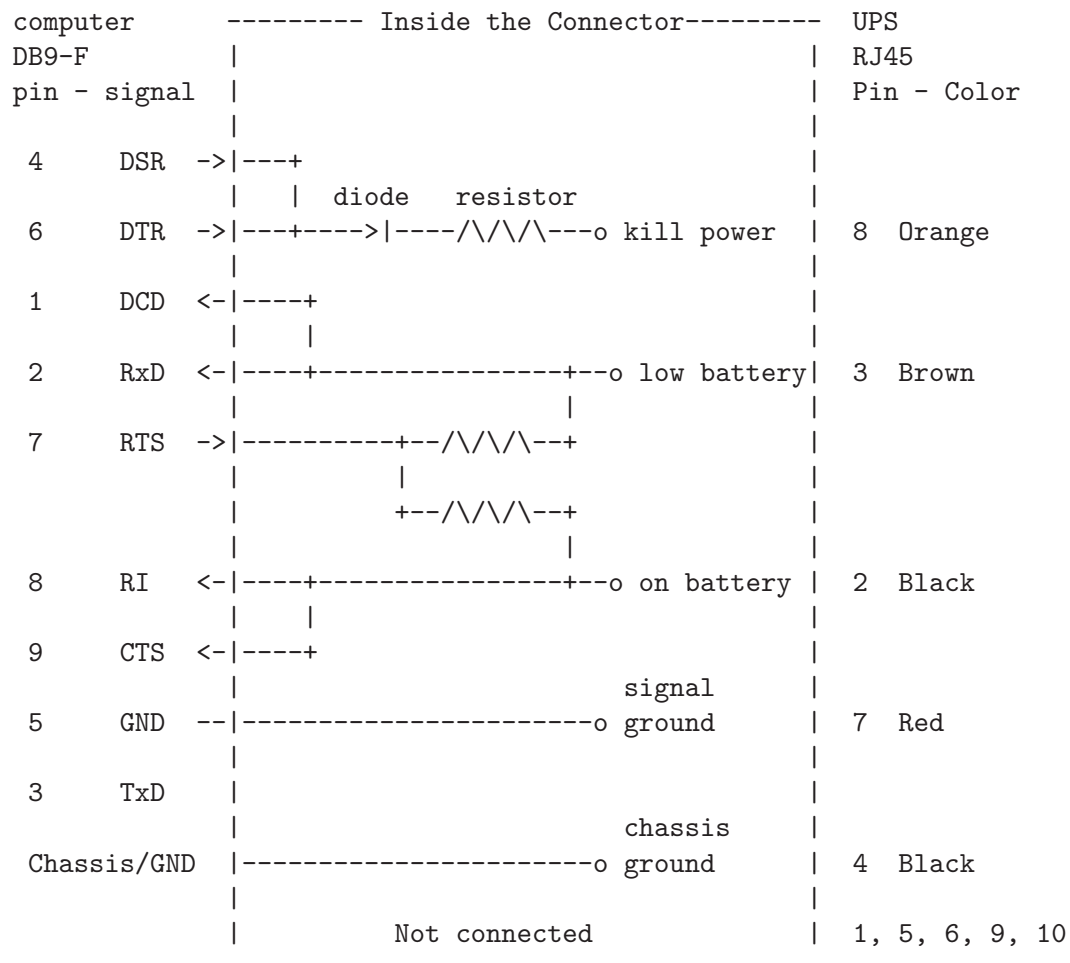 computer      --------- Inside the Connector---------  UPS
DB9-F         |                                     |  RJ45
pin - signal  |                                     |  Pin - Color
              |                                     |
 4     DSR  ->|---+                                 |
              |   |  diode   resistor               |
 6     DTR  ->|---+---->|----/\/\/\---o kill power  |  8  Orange
              |                                     |
 1     DCD  <-|----+                                |
              |    |                                |
 2     RxD  <-|----+----------------+--o low battery|  3  Brown
              |                     |               |
 7     RTS  ->|----------+--/\/\/\--+               |
              |          |                          |
              |          +--/\/\/\--+               |
              |                     |               |
 8     RI   <-|----+----------------+--o on battery |  2  Black
              |    |                                |
 9     CTS  <-|----+                                |
              |                         signal      |
 5     GND  --|-----------------------o ground      |  7  Red
              |                                     |
 3     TxD    |                                     |
              |                         chassis     |
 Chassis/GND  |-----------------------o ground      |  4  Black
              |                                     |
              |          Not connected              |  1, 5, 6, 9, 10